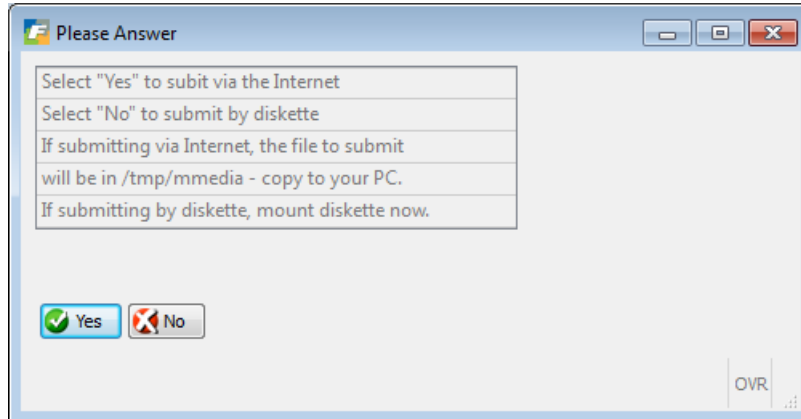 Please Answer
Select "Yes" to subit via the Internet
Select "No" to submit by diskette
If submitting via Internet, the file to submit
will be in /tmp/mmedia - copy to your PC.
If submitting by diskette, mount diskette now.
Yes No
OVR